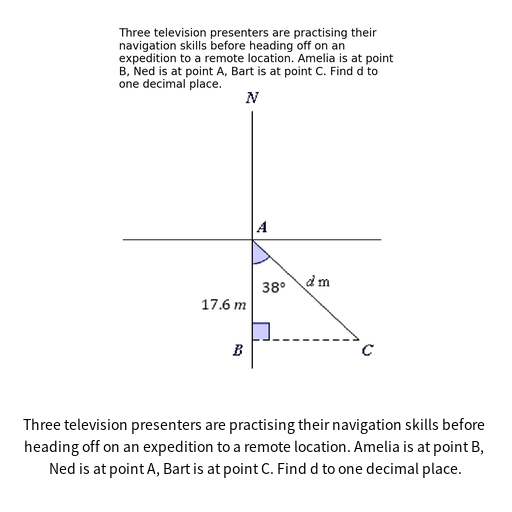 Three television presenters are practising their
navigation skills before heading off on an
expedition to a remote location. Amelia is at point
B, Ned is at point A, Bart is at point C. Find d to
one decimal place.
N
A
38°
d m
17.6 m
B
C
Three television presenters are practising their navigation skills before
heading off on an expedition to a remote location. Amelia is at point B,
Ned is at point A, Bart is at point C. Find d to one decimal place.